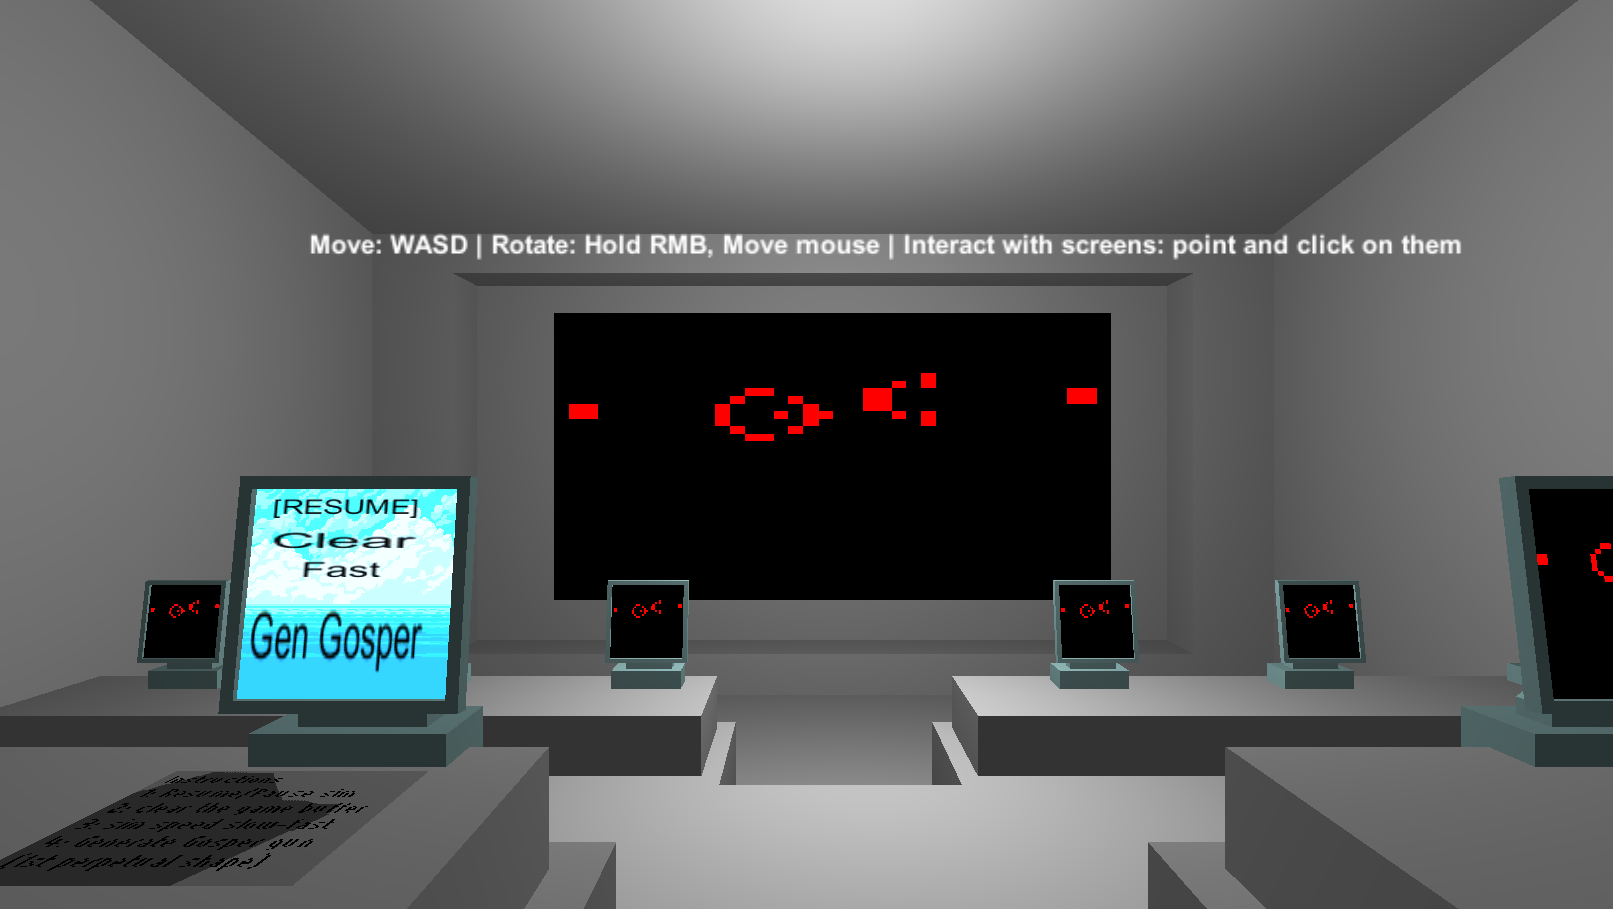 Move: WASD | Rotate: Hold RMB, Move mouse | Interact with screens: point and click on them
[RESUME]
Clear
Fast
Gen Gosper
Instructions
1: Resume/Pause sim
2: clear the game buffer
3: sim speed slow-fast
4: Generate Gosper gun
(1st perpetual shape)